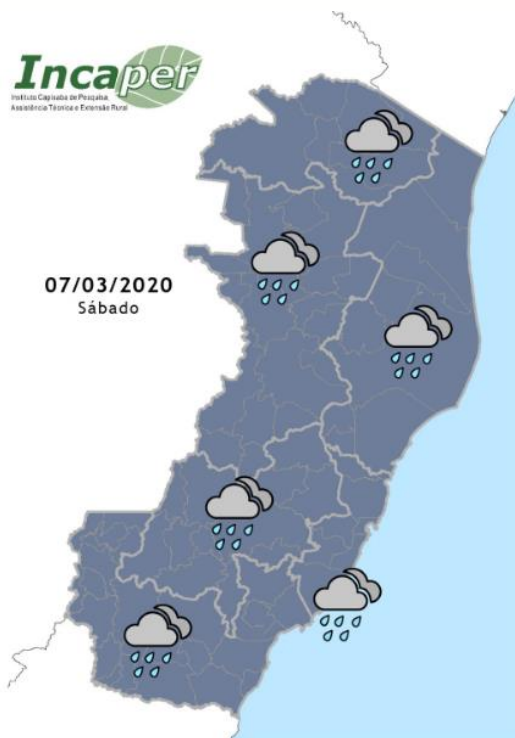 Incaper
Instituto Capixaba de Pesquisa,
Assistência Técnica e Extensão Rural
07/03/2020
Sábado